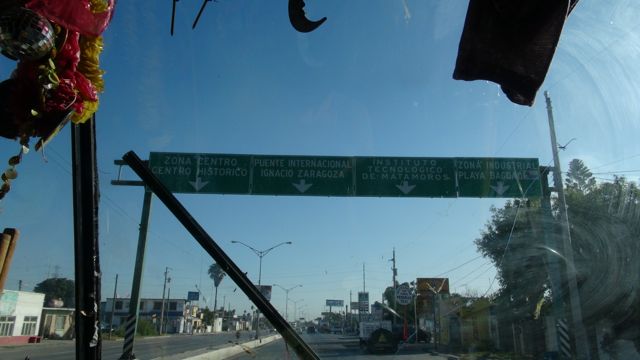 ZONA CENTRO
CENTRO HISTORICO
PUENTE INTERNACIONAL
IGNACIO ZARAGOZA
INSTITUTO
TECNOLOGICO
DE MATAMOROS
ZONA INDUSTRIAL
PLAYA BAGDAD